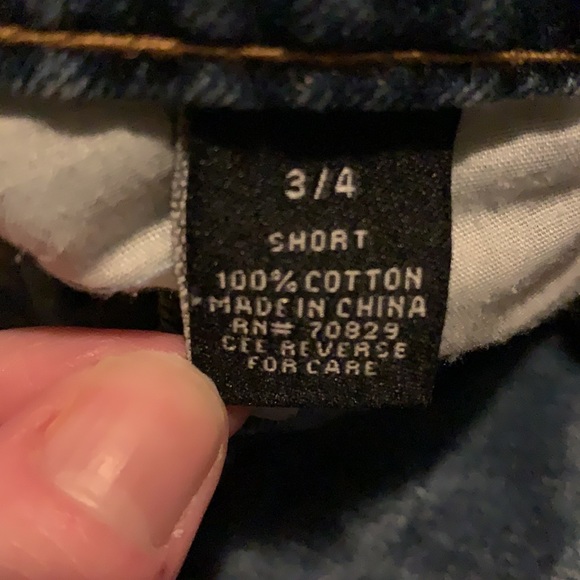 3/4
SHORT
100% COTTON
MADE IN CHINA
RN# 70829
SEE REVERSE
FOR CARE